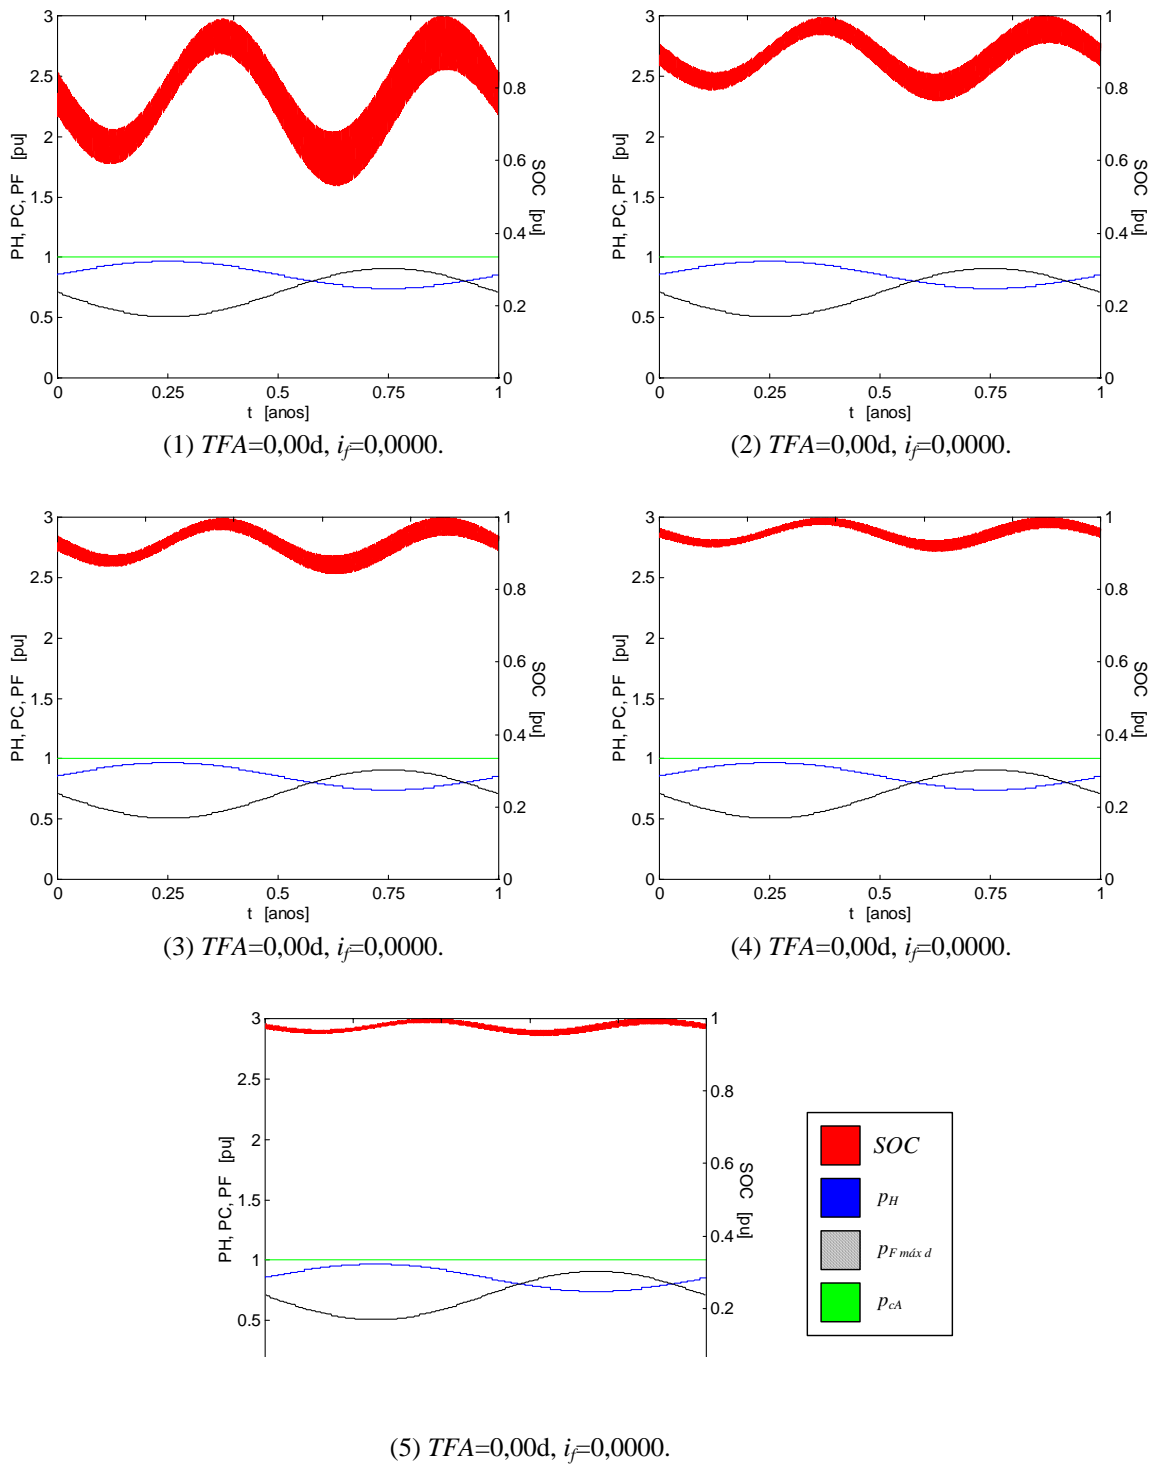 3
2.5
2
1.5
1
0.5
0
1
0.8
0.6
0.4
0.2
0
PH, PC, PF [pu]
SOC [pu]
0 0.25 0.5 0.75 1
t [anos]
(1) TFA=0,00d, if=0,0000.
3
2.5
2
1.5
1
0.5
0
1
0.8
0.6
0.4
0.2
0
PH, PC, PF [pu]
SOC [pu]
0 0.25 0.5 0.75 1
t [anos]
(2) TFA=0,00d, if=0,0000.
3
2.5
2
1.5
1
0.5
0
1
0.8
0.6
0.4
0.2
0
PH, PC, PF [pu]
SOC [pu]
0 0.25 0.5 0.75 1
t [anos]
(3) TFA=0,00d, if=0,0000.
3
2.5
2
1.5
1
0.5
0
1
0.8
0.6
0.4
0.2
0
PH, PC, PF [pu]
SOC [pu]
0 0.25 0.5 0.75 1
t [anos]
(4) TFA=0,00d, if=0,0000.
3
2.5
2
1.5
1
0.5
1
0.8
0.6
0.4
0.2
PH, PC, PF [pu]
SOC [pu]
SOC
pH
pF máx d
pcA
(5) TFA=0,00d, if=0,0000.